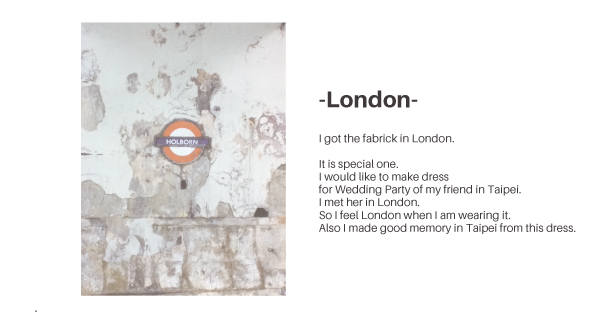 HOLBORN
-London-
I got the fabrick in London.
It is special one.
I would like to make dress
for Wedding Party of my friend in Taipei.
I met her in London.
So I feel London when I am wearing it.
Also I made good memory in Taipei from this dress.